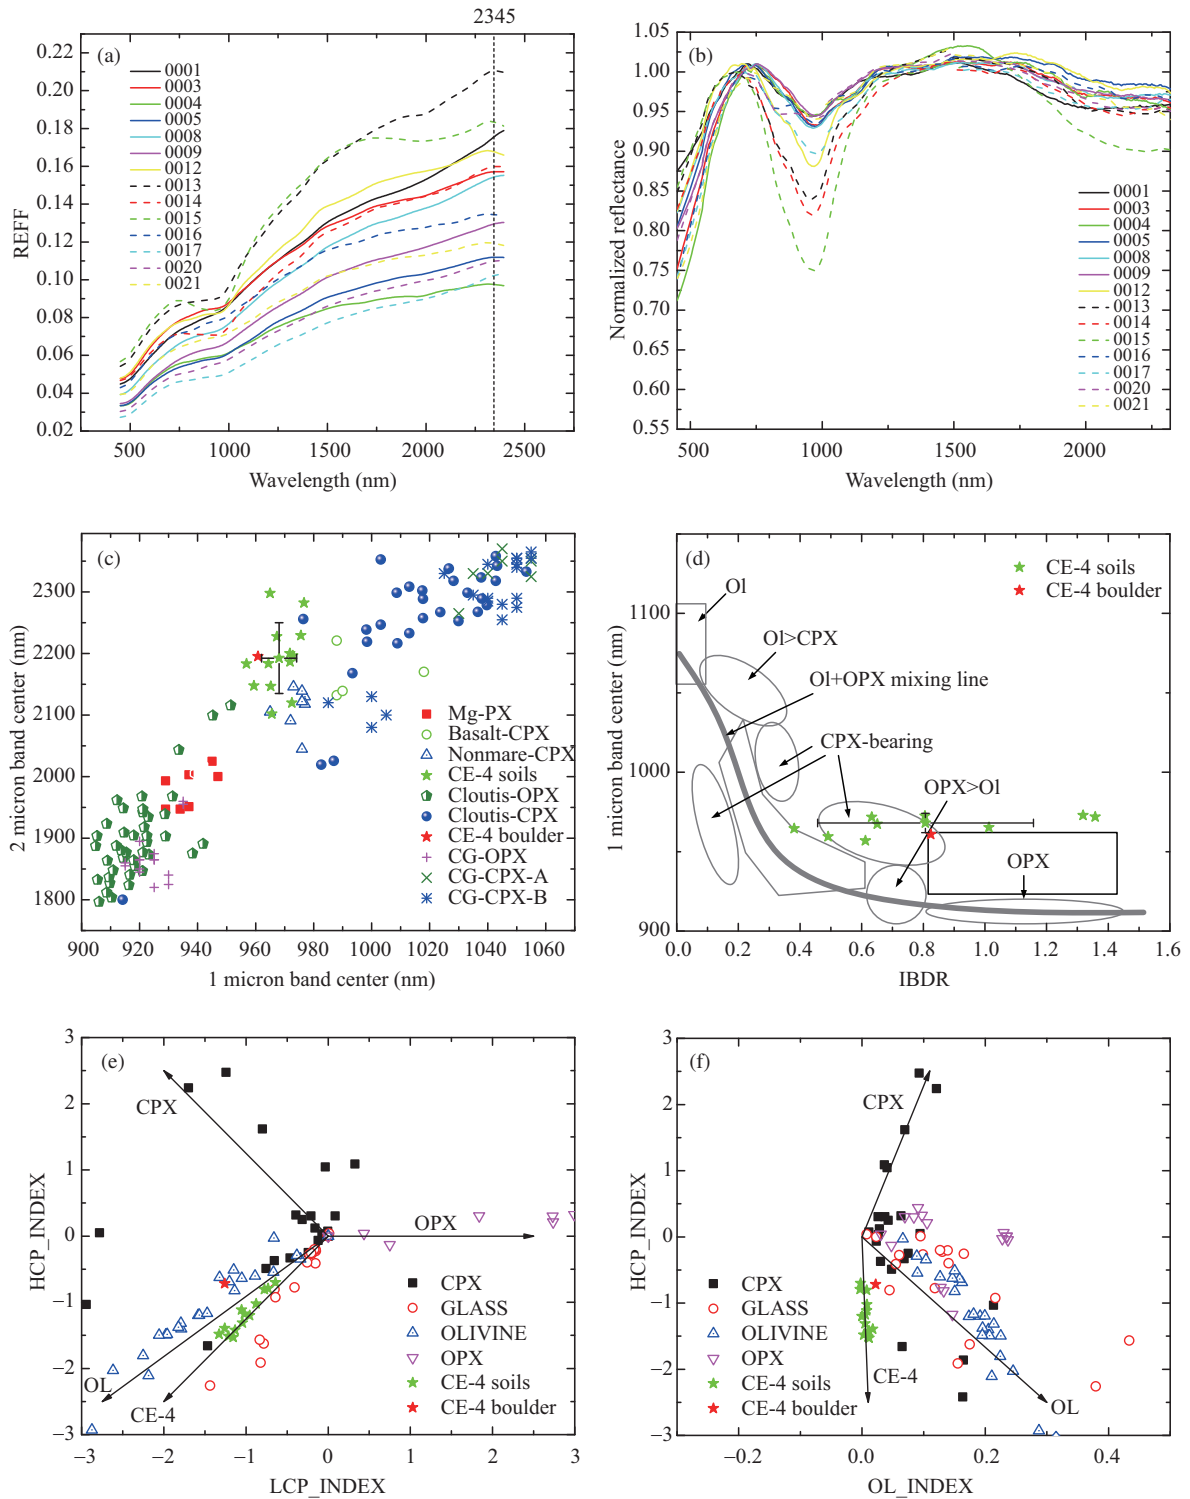 2345
(a)
0.22
0.20
0.18
0.16
0.14
0.12
0.10
0.08
0.06
0.04
0.02
REFF
0001
0003
0004
0005
0008
0009
0012
0013
0014
0015
0016
0017
0020
0021
500 1000 1500 2000 2500
Wavelength (nm)
(b)
1.05
1.00
0.95
0.90
0.85
0.80
0.75
0.70
0.65
0.60
0.55
Normalized reflectance
0001
0003
0004
0005
0008
0009
0012
0013
0014
0015
0016
0017
0020
0021
500 1000 1500 2000
Wavelength (nm)
(c)
2300
2200
2100
2000
1900
1800
2 micron band center (nm)
Mg-PX
Basalt-CPX
Nonmare-CPX
CE-4 soils
Cloutis-OPX
Cloutis-CPX
CE-4 boulder
CG-OPX
CG-CPX-A
CG-CPX-B
900 920 940 960 980 1000 1020 1040 1060
1 micron band center (nm)
(d)
CE-4 soils
CE-4 boulder
1100
1000
900
1 micron band center (nm)
Ol
Ol>CPX
Ol+OPX mixing line
CPX-bearing
OPX>Ol
OPX
0.0 0.2 0.4 0.6 0.8 1.0 1.2 1.4 1.6
IBDR
(e)
3
2
1
0
−1
−2
−3
HCP_INDEX
CPX
OPX
OL
CE-4
CPX
GLASS
OLIVINE
OPX
CE-4 soils
CE-4 boulder
−3 −2 −1 0 1 2 3
LCP_INDEX
(f)
3
2
1
0
−1
−2
−3
HCP_INDEX
CPX
CE-4
OL
CPX
GLASS
OLIVINE
OPX
CE-4 soils
CE-4 boulder
−0.2 0.0 0.2 0.4
OL_INDEX